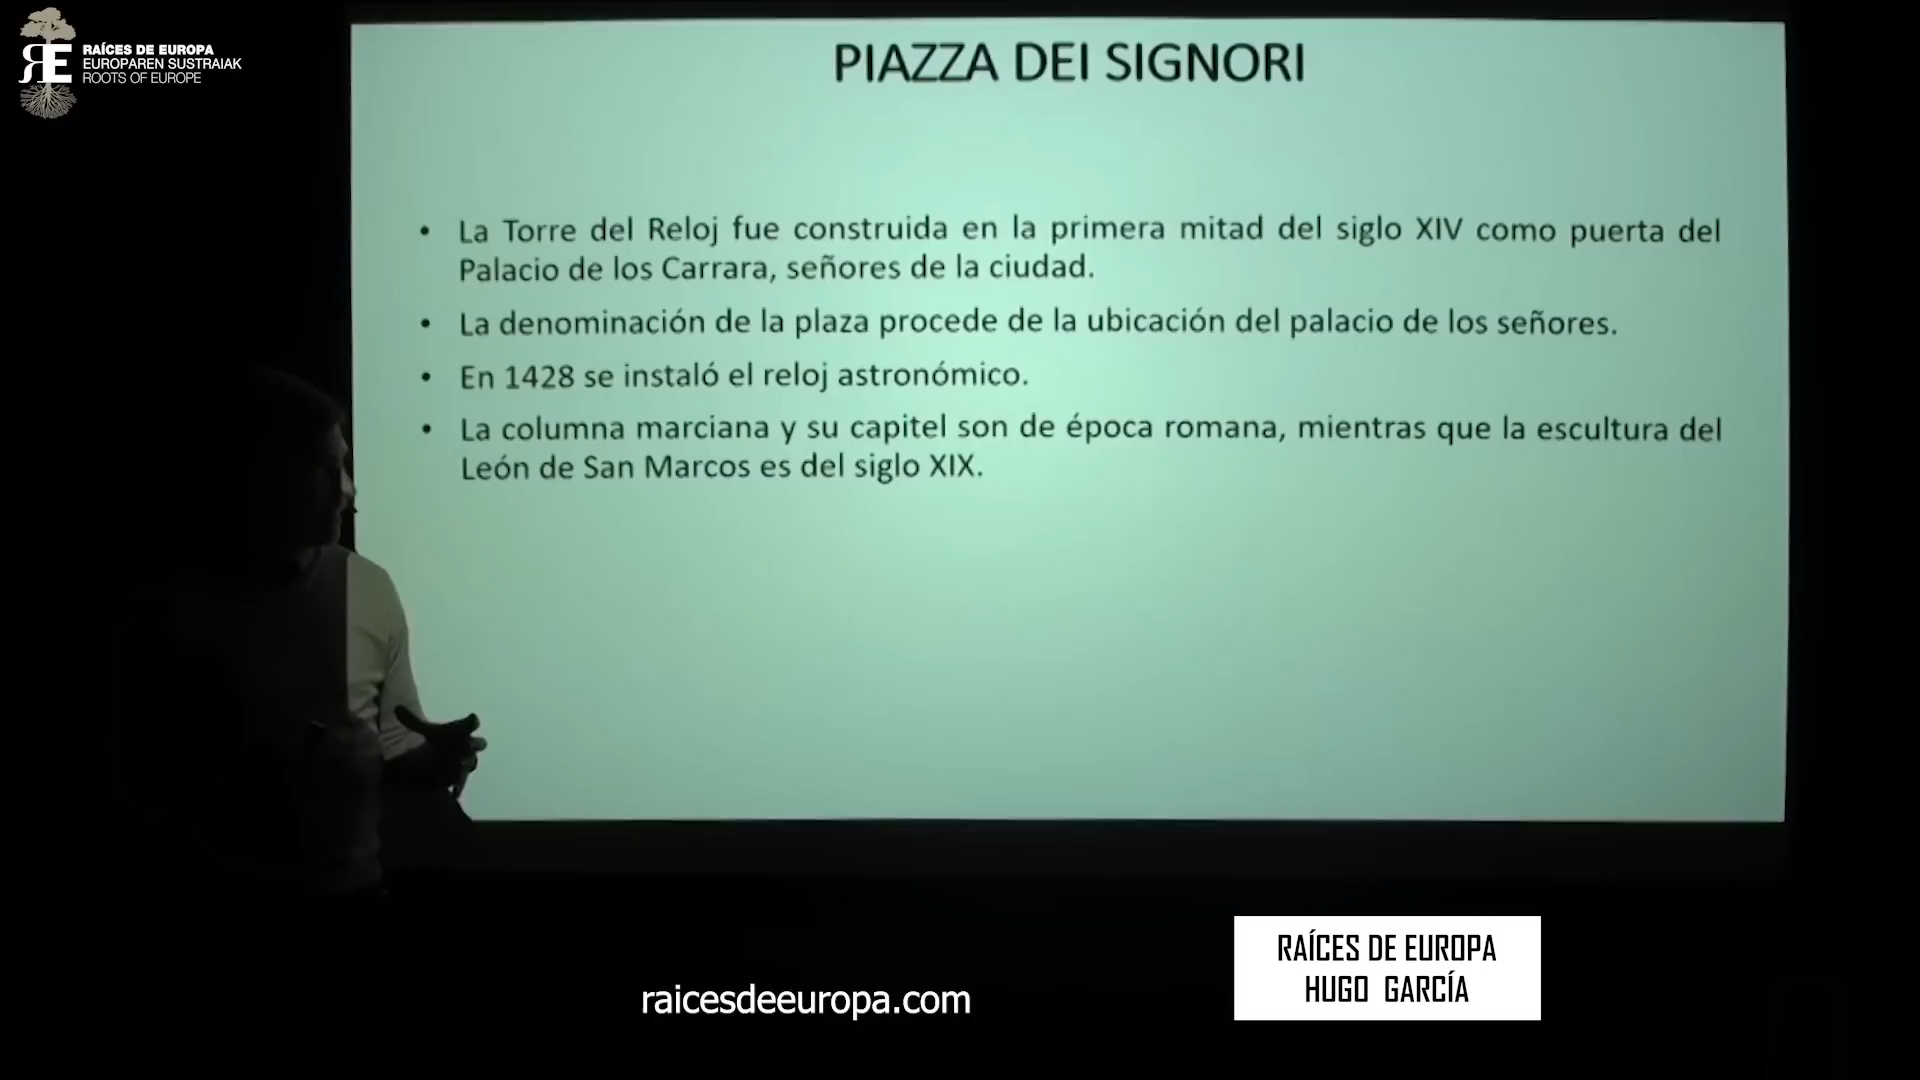 RAÍCES DE EUROPA
EUROPAREN SUSTRAIAK
ROOTS OF EUROPE
PIAZZA DEI SIGNORI
• La Torre del Reloj fue construida en la primera mitad del siglo XIV como puerta del
Palacio de los Carrara, señores de la ciudad.
• La denominación de la plaza procede de la ubicación del palacio de los señores.
• En 1428 se instaló el reloj astronómico.
• La columna marciana y su capitel son de época romana, mientras que la escultura del
León de San Marcos es del siglo XIX.
RAÍCES DE EUROPA
HUGO GARCÍA
raicesdeeuropa.com